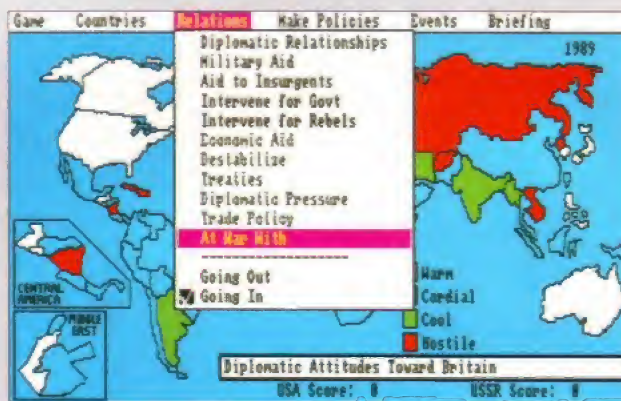 Game Countries Relations Make Policies Events Briefing
1989
Diplomatic Relationships
Military Aid
Aid to Insurgents
Intervene for Govt
Intervene for Rebels
Economic Aid
Destabilize
Treaties
Diplomatic Pressure
Trade Policy
At War With
--------------------
Going Out
Going In
CENTRAL
AMERICA
MIDDLE
EAST
Warm
Cordial
Cool
Hostile
Diplomatic Attitudes Toward Britain
USA Score: 0 USSR Score: 0